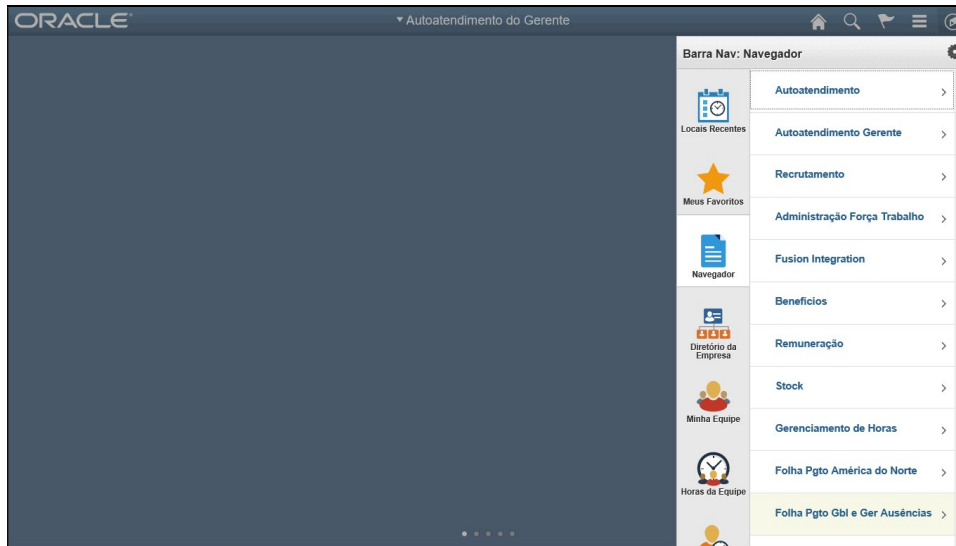 ORACLE
Autoatendimento do Gerente
Barra Nav: Navegador
Locais Recentes
Meus Favoritos
Navegador
Diretório da
Empresa
Minha Equipe
Horas da Equipe
Autoatendimento
Autoatendimento Gerente
Recrutamento
Administração Força Trabalho
Fusion Integration
Benefícios
Remuneração
Stock
Gerenciamento de Horas
Folha Pgto América do Norte
Folha Pgto Gbl e Ger Ausências